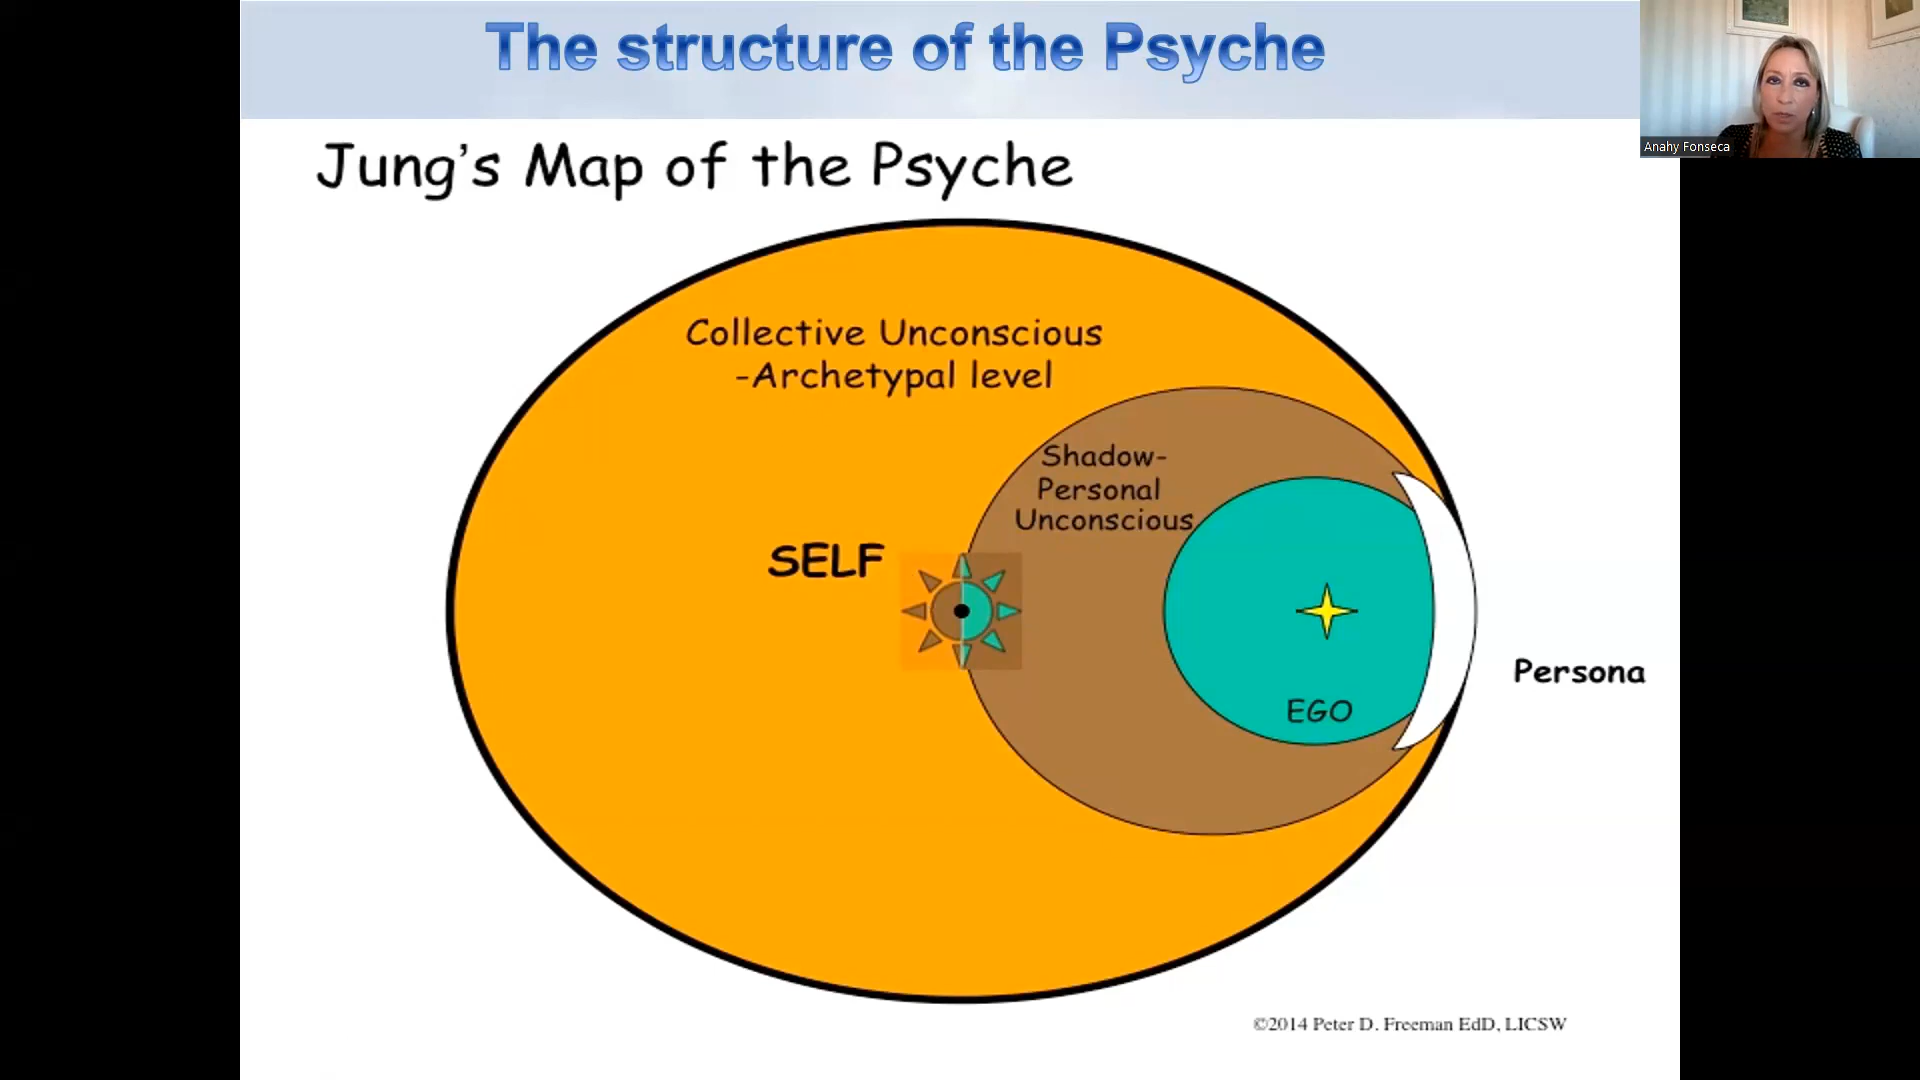 The structure of the Psyche
Anahy Fonseca
Jung's Map of the Psyche
Collective Unconscious
-Archetypal level
Shadow-
Personal
Unconscious
SELF
Persona
EGO
©2014 Peter D. Freeman EdD, LICSW